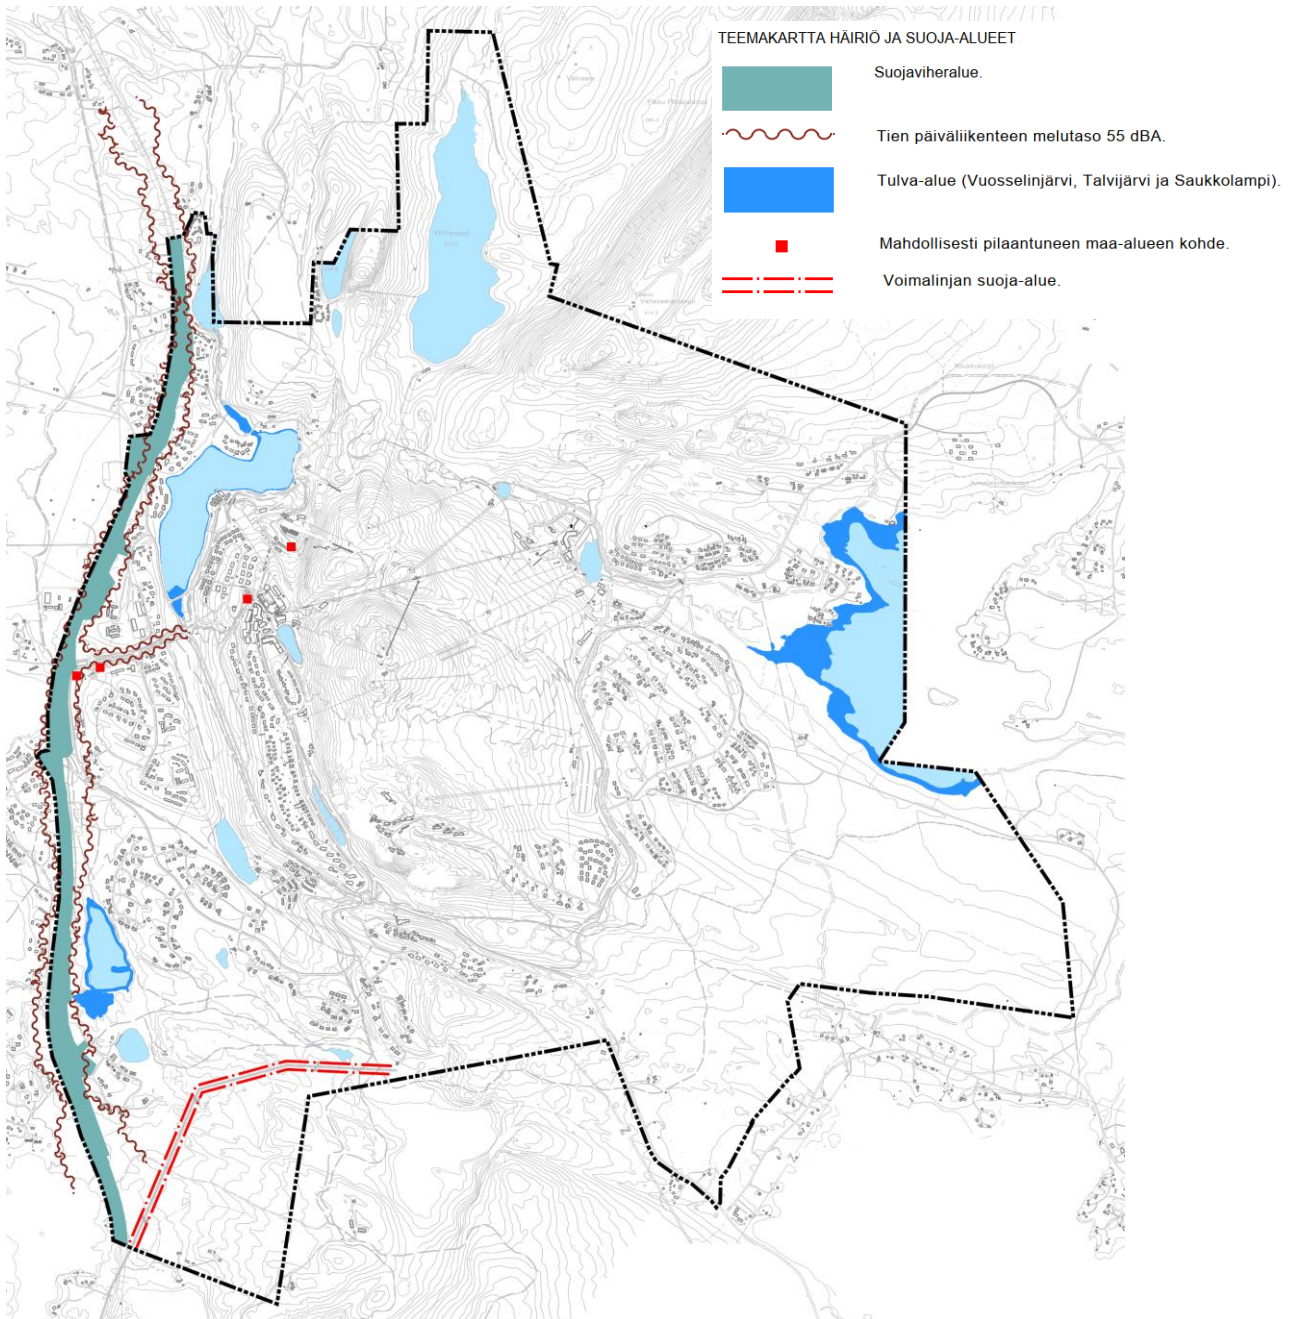 TEEMAKARTTA HÄIRIÖ JA SUOJA-ALUEET
Suojaviheralue.
Tien päiväliikenteen melutaso 55 dBA.
Tulva-alue (Vuosselinjärvi, Talvijärvi ja Saukkolampi).
Mahdollisesti pilaantuneen maa-alueen kohde.
Voimalinjan suoja-alue.